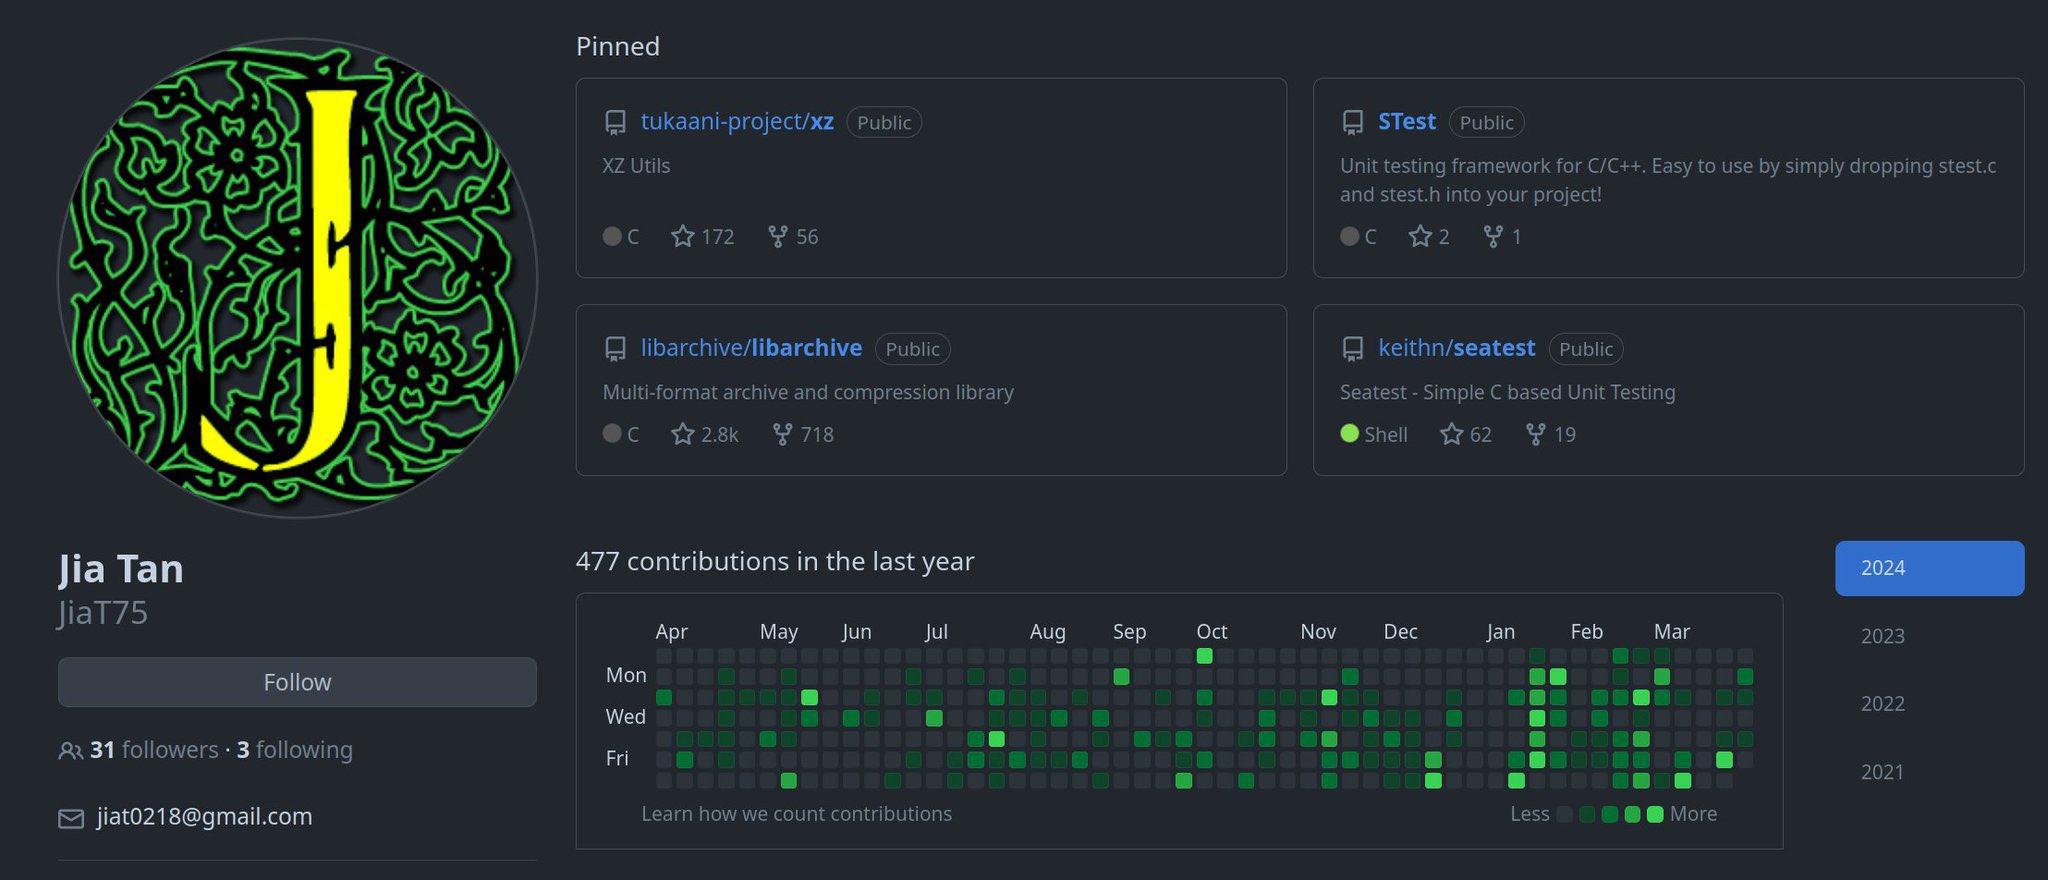 J
Jia Tan
JiaT75
Follow
31 followers · 3 following
jiat0218@gmail.com
Pinned
tukaani-project/xz Public
XZ Utils
C 172 56
STest Public
Unit testing framework for C/C++. Easy to use by simply dropping stest.c
and stest.h into your project!
C 2 1
libarchive/libarchive Public
Multi-format archive and compression library
C 2.8k 718
keithn/seatest Public
Seatest - Simple C based Unit Testing
Shell 62 19
477 contributions in the last year
Apr May Jun Jul Aug Sep Oct Nov Dec Jan Feb Mar
Mon
Wed
Fri
Learn how we count contributions
Less More
2024
2023
2022
2021